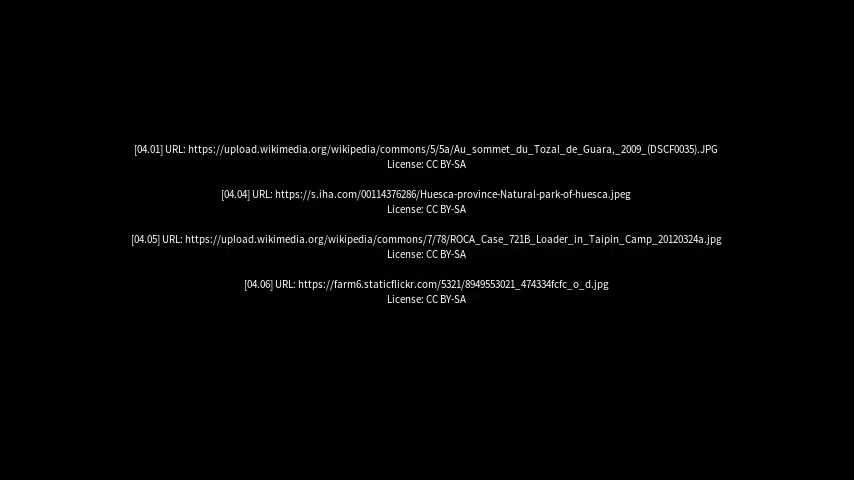 [04.01] URL: https://upload.wikimedia.org/wikipedia/commons/5/5a/Au_sommet_du_Tozal_de_Guara,_2009_(DSCF0035).JPG
License: CC BY-SA
[04.04] URL: https://s.iha.com/00114376286/Huesca-province-Natural-park-of-huesca.jpeg
License: CC BY-SA
[04.05] URL: https://upload.wikimedia.org/wikipedia/commons/7/78/ROCA_Case_721B_Loader_in_Taipin_Camp_20120324a.jpg
License: CC BY-SA
[04.06] URL: https://farm6.staticflickr.com/5321/8949553021_474334fcfc_o_d.jpg
License: CC BY-SA